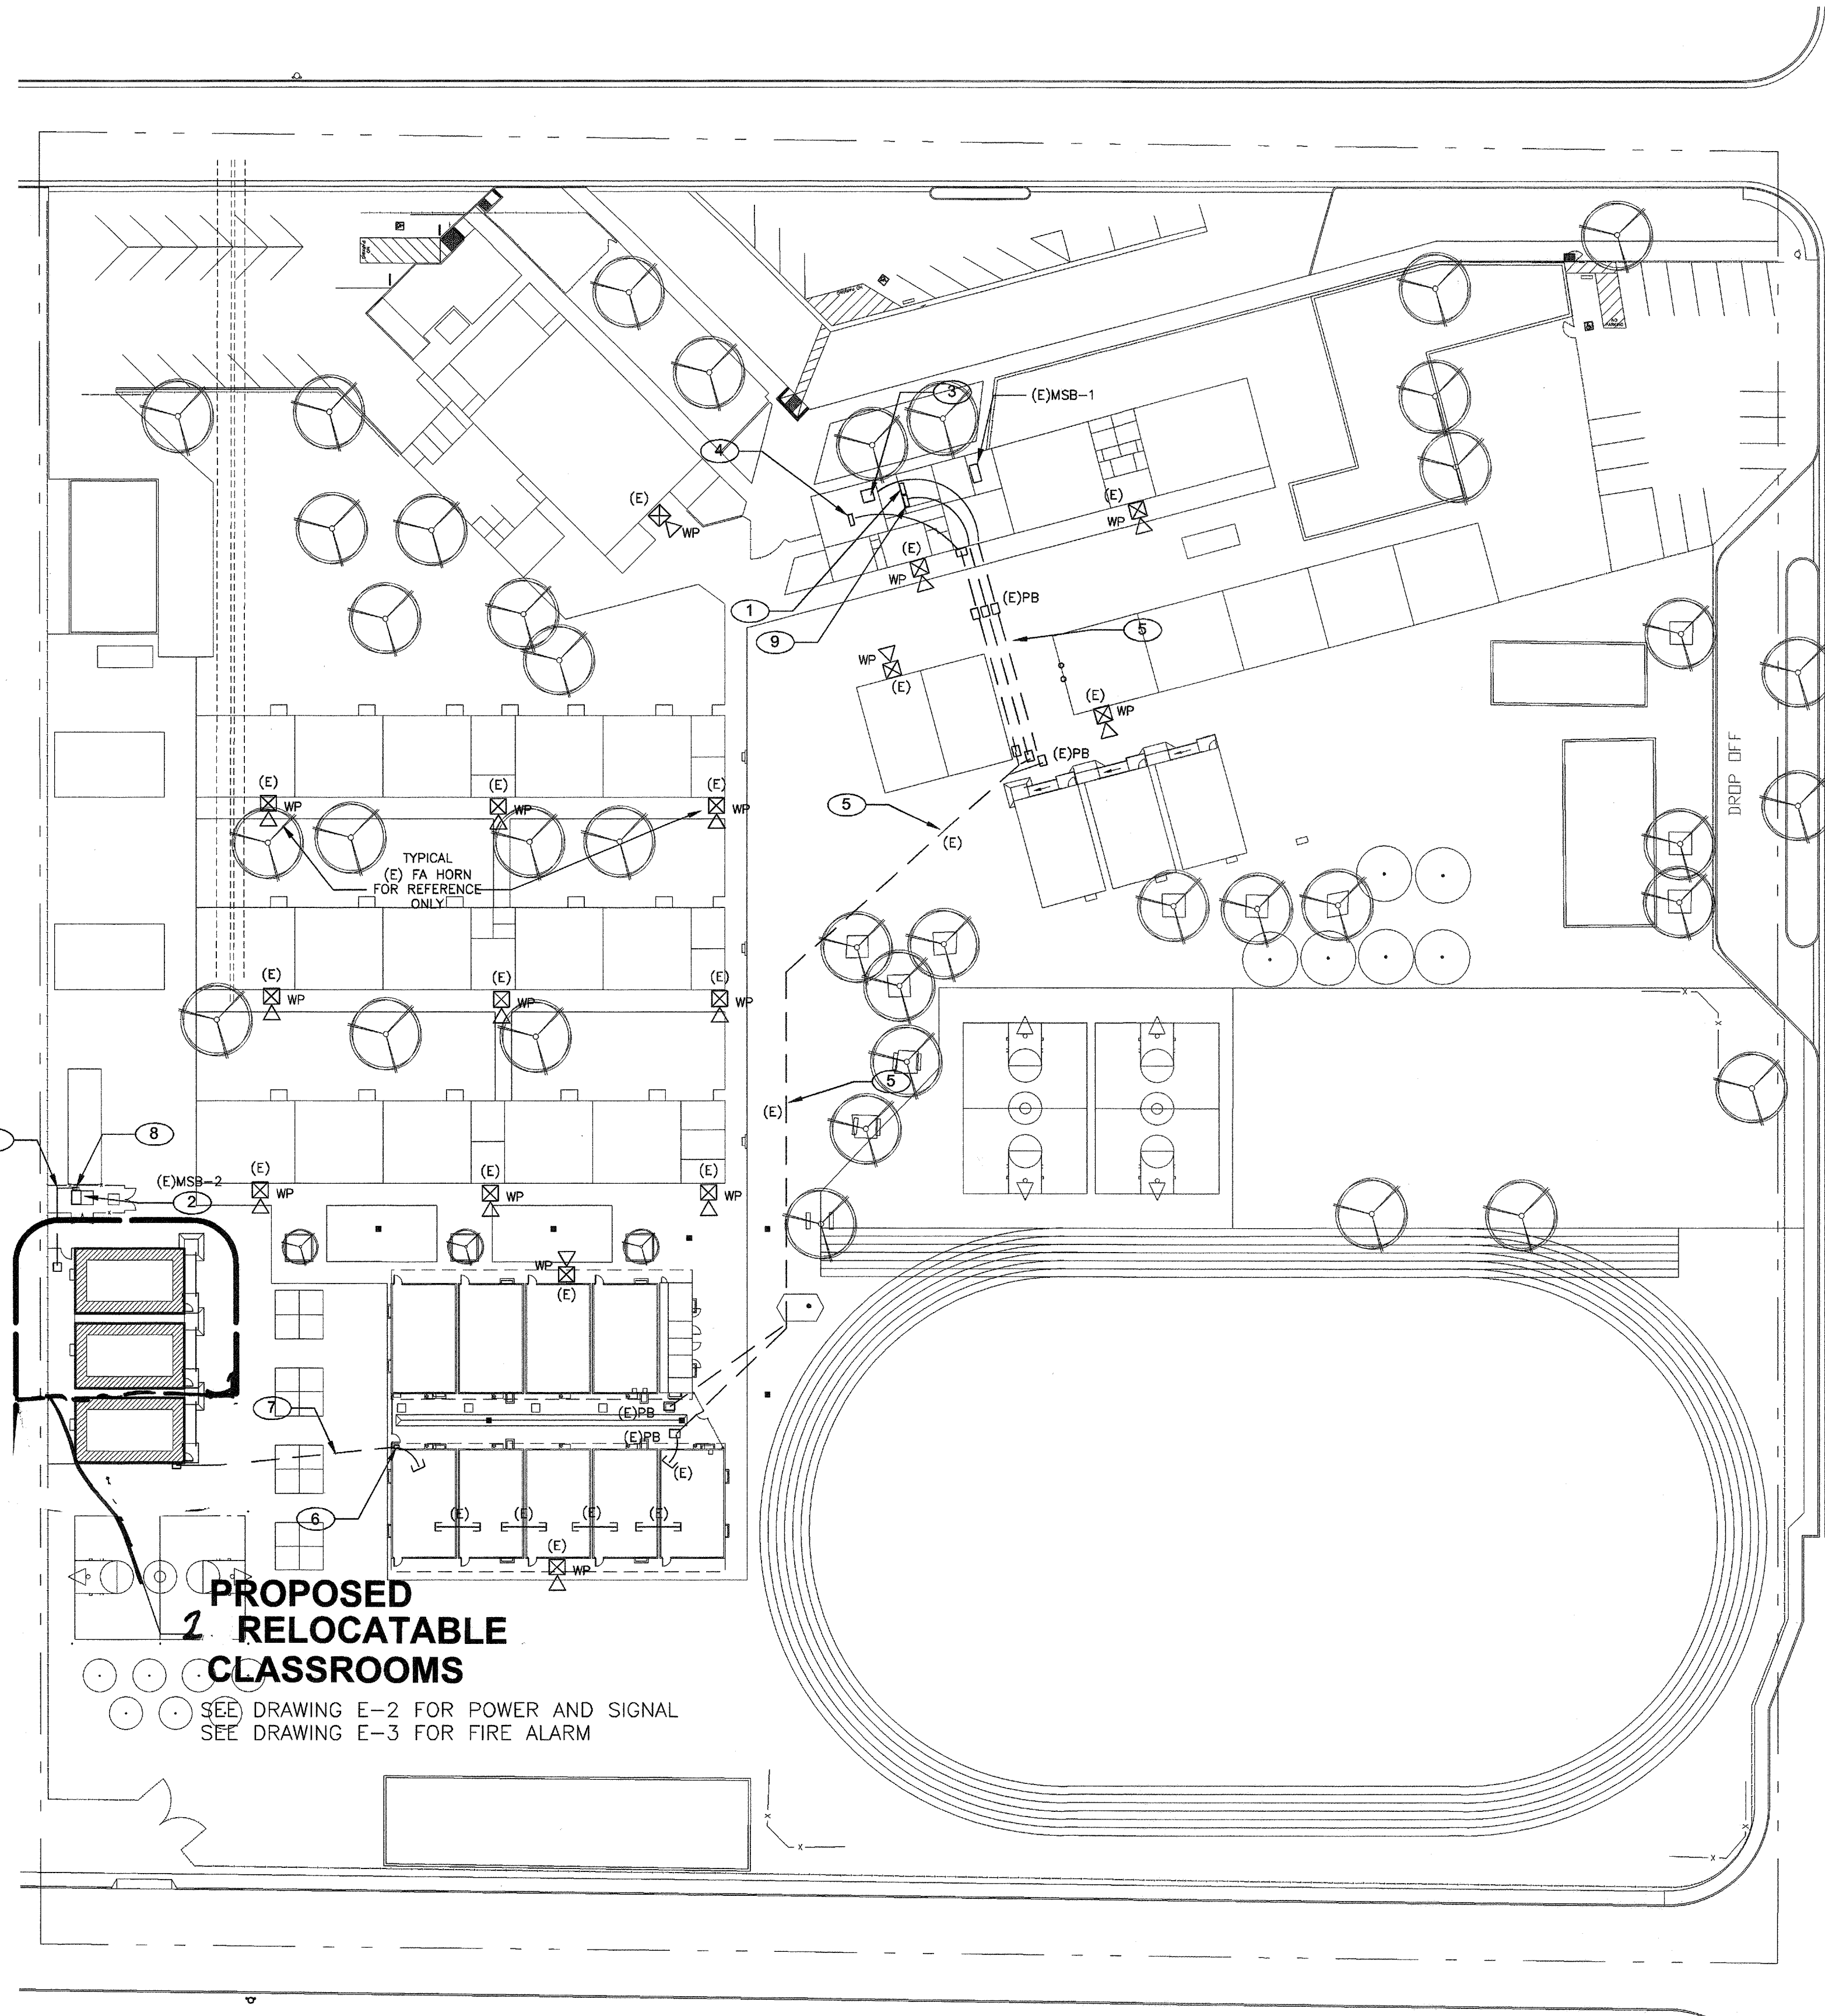 NO
PARKING
3
(E)MSB-1
4
(E)
WP
(E)
WP
(E)
WP
1
(E)PB
9
5
WP
(E)
(E)
WP
DROP OFF
(E)PB
(E)
WP
(E)
WP
(E)
WP
5
(E)
TYPICAL
(E) FA HORN
FOR REFERENCE
ONLY
(E)
WP
(E)
WP
(E)
WP
5
(E)
8
(E)MSB-2
2
(E)
WP
(E)
WP
(E)
WP
WP
(E)
7
(E)PB
(E)PB
(E)
6
(E)
(E)
(E)
(E)
(E)
WP
PROPOSED
2 RELOCATABLE
CLASSROOMS
SEE DRAWING E-2 FOR POWER AND SIGNAL
SEE DRAWING E-3 FOR FIRE ALARM